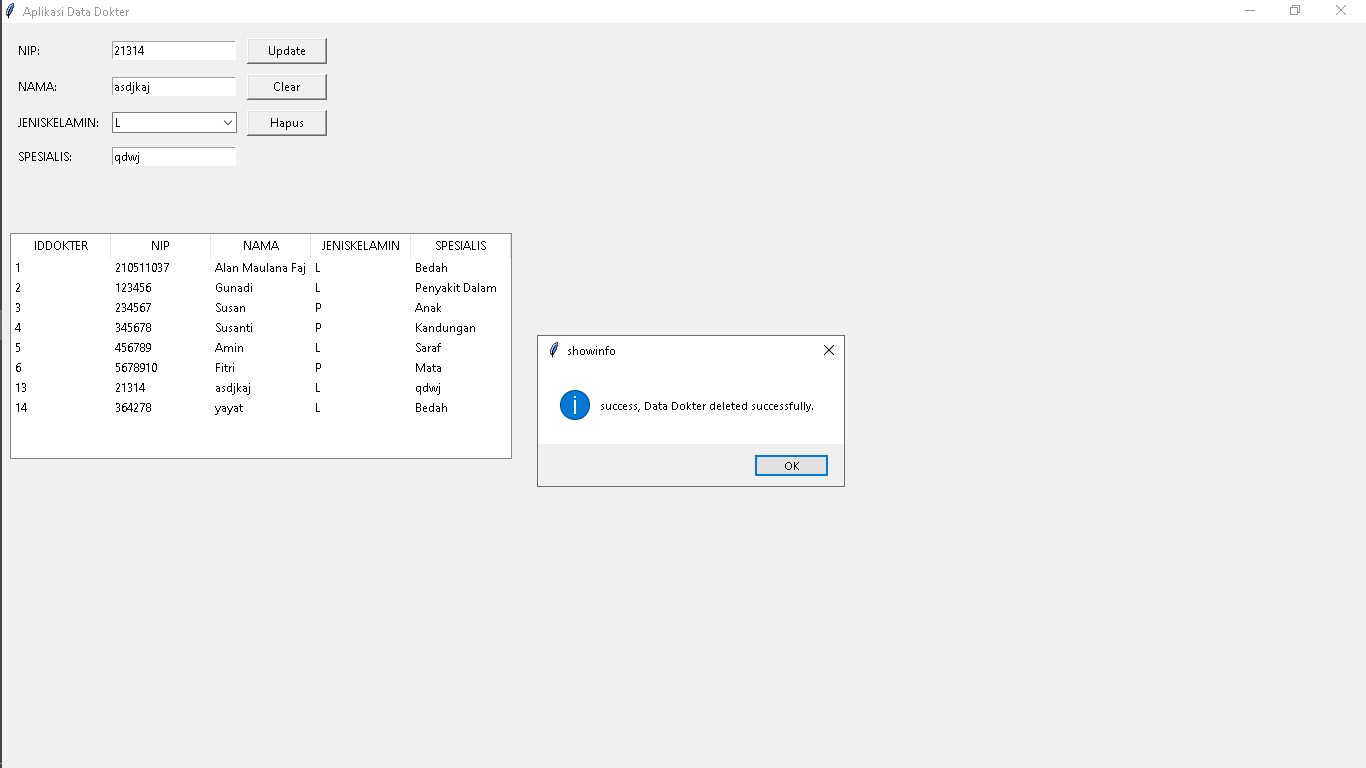 Aplikasi Data Dokter
NIP: 21314 Update
NAMA: asdjkaj Clear
JENISKELAMIN: L Hapus
SPESIALIS: qdwj
IDDOKTER NIP NAMA JENISKELAMIN SPESIALIS
1 210511037 Alan Maulana Faj L Bedah
2 123456 Gunadi L Penyakit Dalam
3 234567 Susan P Anak
4 345678 Susanti P Kandungan
5 456789 Amin L Saraf
6 5678910 Fitri P Mata
13 21314 asdjkaj L qdwj
14 364278 yayat L Bedah
showinfo
success, Data Dokter deleted successfully.
OK